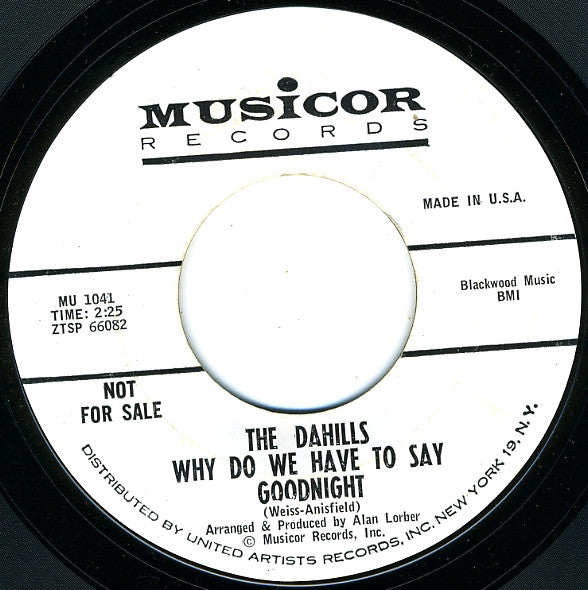 MUSICOR
RECORDS
MADE IN U.S.A.
MU 1041
TIME: 2:25
ZTSP 66082
Blackwood Music
BMI
NOT
FOR SALE
THE DAHILLS
WHY DO WE HAVE TO SAY
GOODNIGHT
(Weiss-Anisfield)
Arranged & Produced by Alan Lorber
© Musicor Records, Inc.
DISTRIBUTED BY UNITED ARTISTS RECORDS, INC. NEW YORK 19, N.Y.